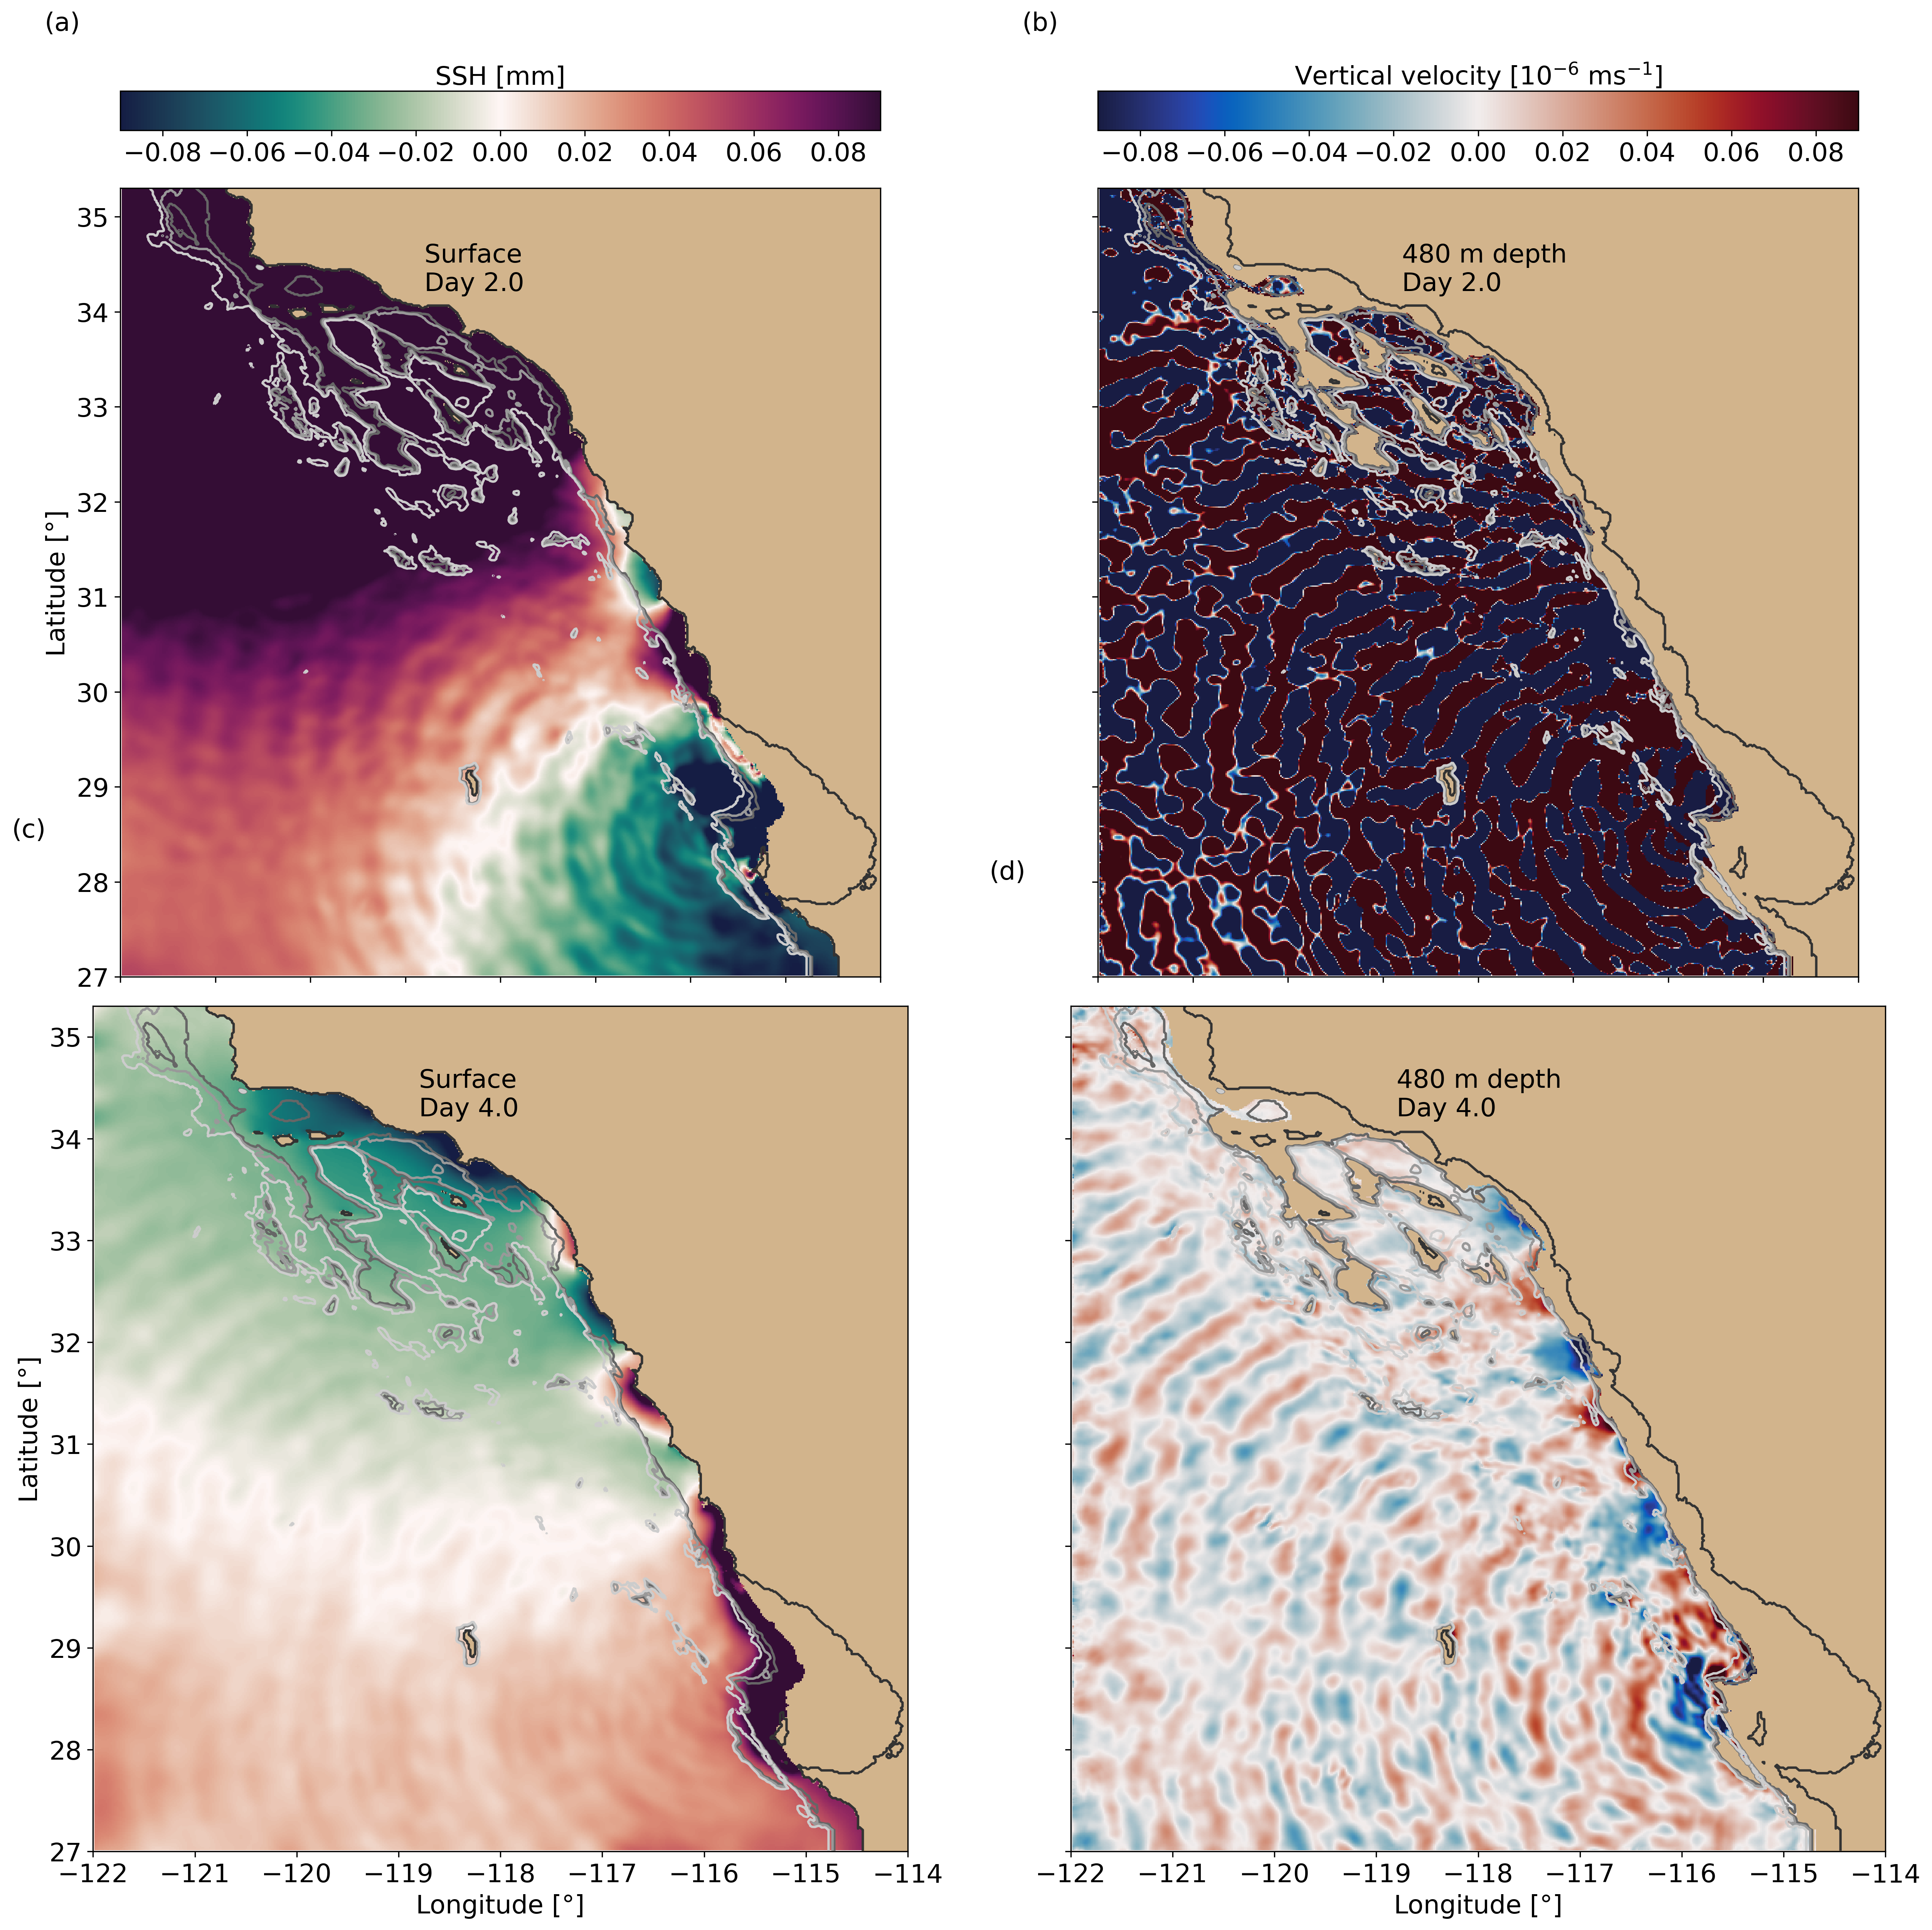 (a)
(b)
SSH [mm]
−0.08 −0.06 −0.04 −0.02 0.00 0.02 0.04 0.06 0.08
Vertical velocity [10⁻⁶ ms⁻¹]
−0.08 −0.06 −0.04 −0.02 0.00 0.02 0.04 0.06 0.08
35
34
33
32
31
30
29
28
27
Latitude [°]
Surface
Day 2.0
480 m depth
Day 2.0
(c)
(d)
35
34
33
32
31
30
29
28
27
Latitude [°]
Surface
Day 4.0
480 m depth
Day 4.0
−122 −121 −120 −119 −118 −117 −116 −115 −114
Longitude [°]
−122 −121 −120 −119 −118 −117 −116 −115 −114
Longitude [°]